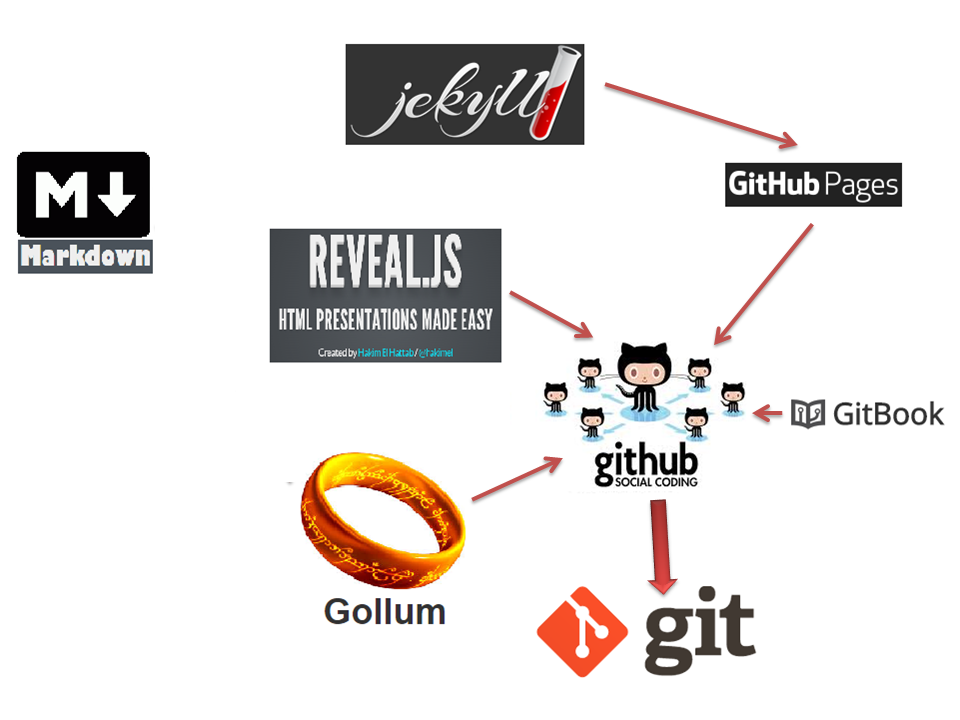 jekyll
M
Markdown
GitHub Pages
REVEAL.JS
HTML PRESENTATIONS MADE EASY
Created by Hakim El Hattab / @hakimel
github
SOCIAL CODING
GitBook
Gollum
git